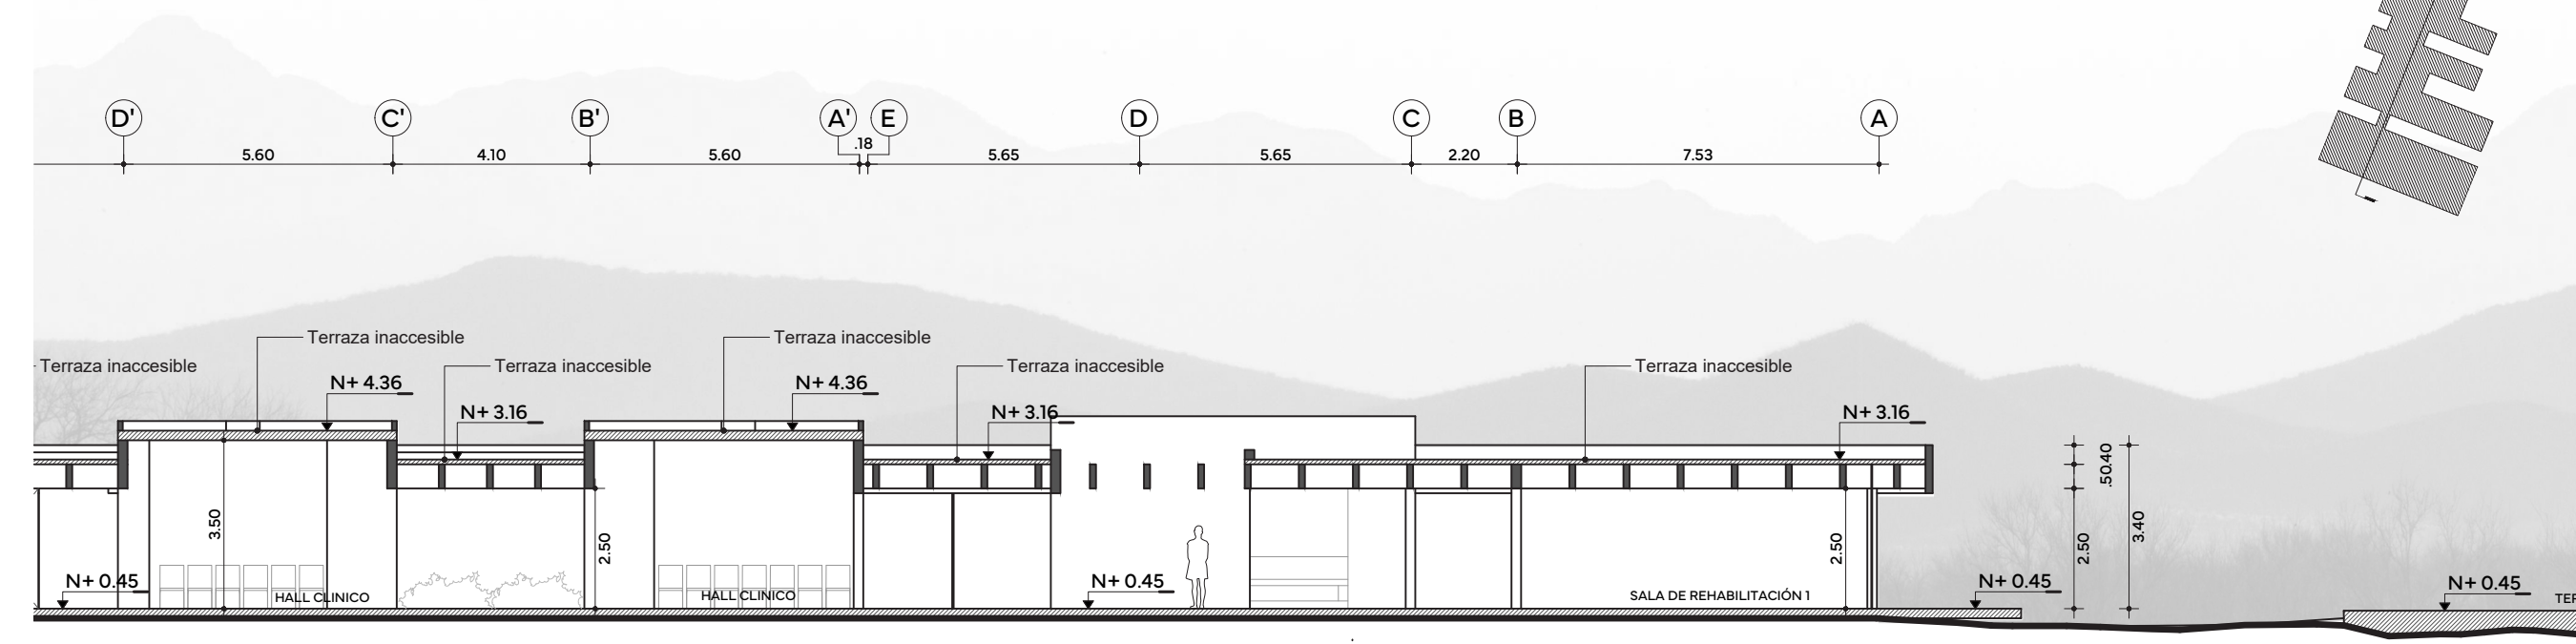 D' C' B' A' E D C B A
.18
5.60 4.10 5.60 5.65 5.65 2.20 7.53
Terraza inaccesible Terraza inaccesible
Terraza inaccesible Terraza inaccesible Terraza inaccesible Terraza inaccesible
N+ 4.36 N+ 4.36
N+ 3.16 N+ 3.16 N+ 3.16
.50 .40
3.50 2.50 2.50 2.50 3.40
N+ 0.45 N+ 0.45 N+ 0.45 N+ 0.45
HALL CLINICO HALL CLINICO SALA DE REHABILITACIÓN 1